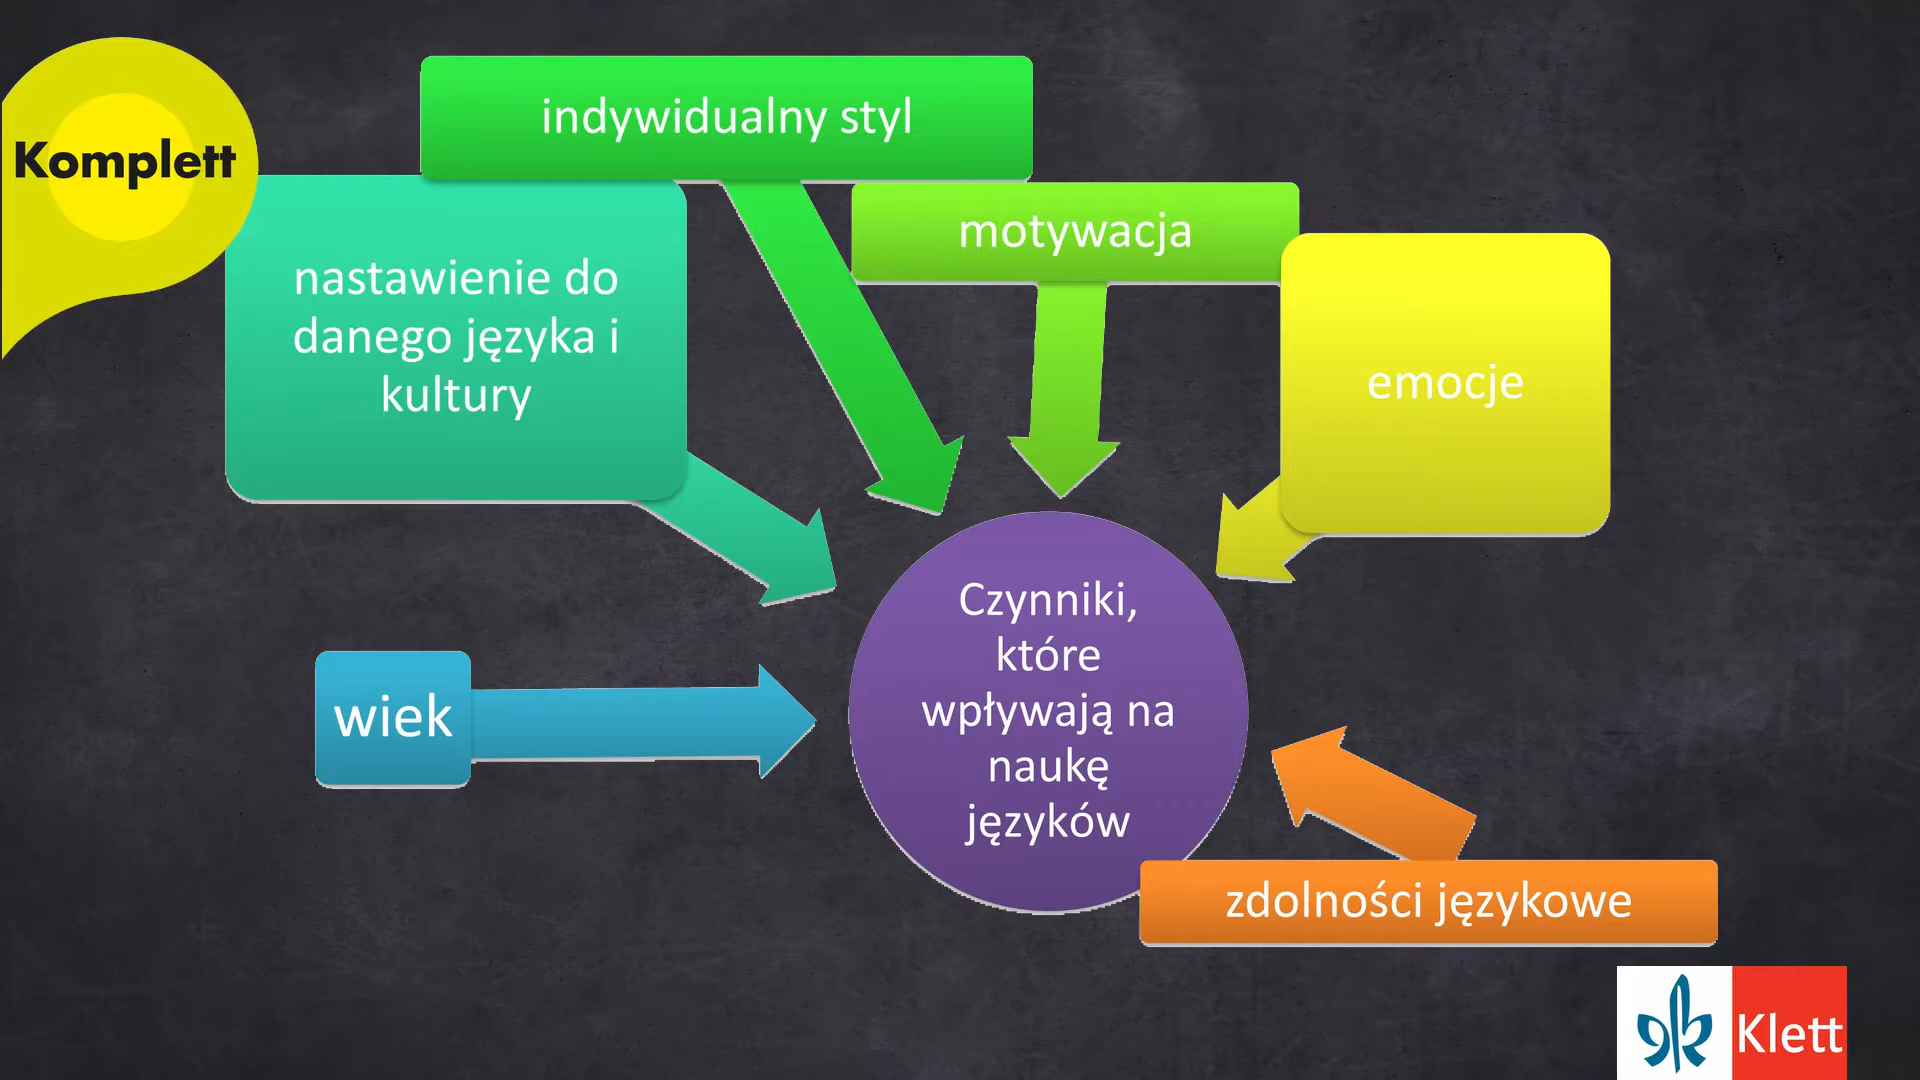 Komplett
indywidualny styl
motywacja
nastawienie do
danego języka i
kultury
emocje
wiek
Czynniki,
które
wpływają na
naukę
języków
zdolności językowe
Klett